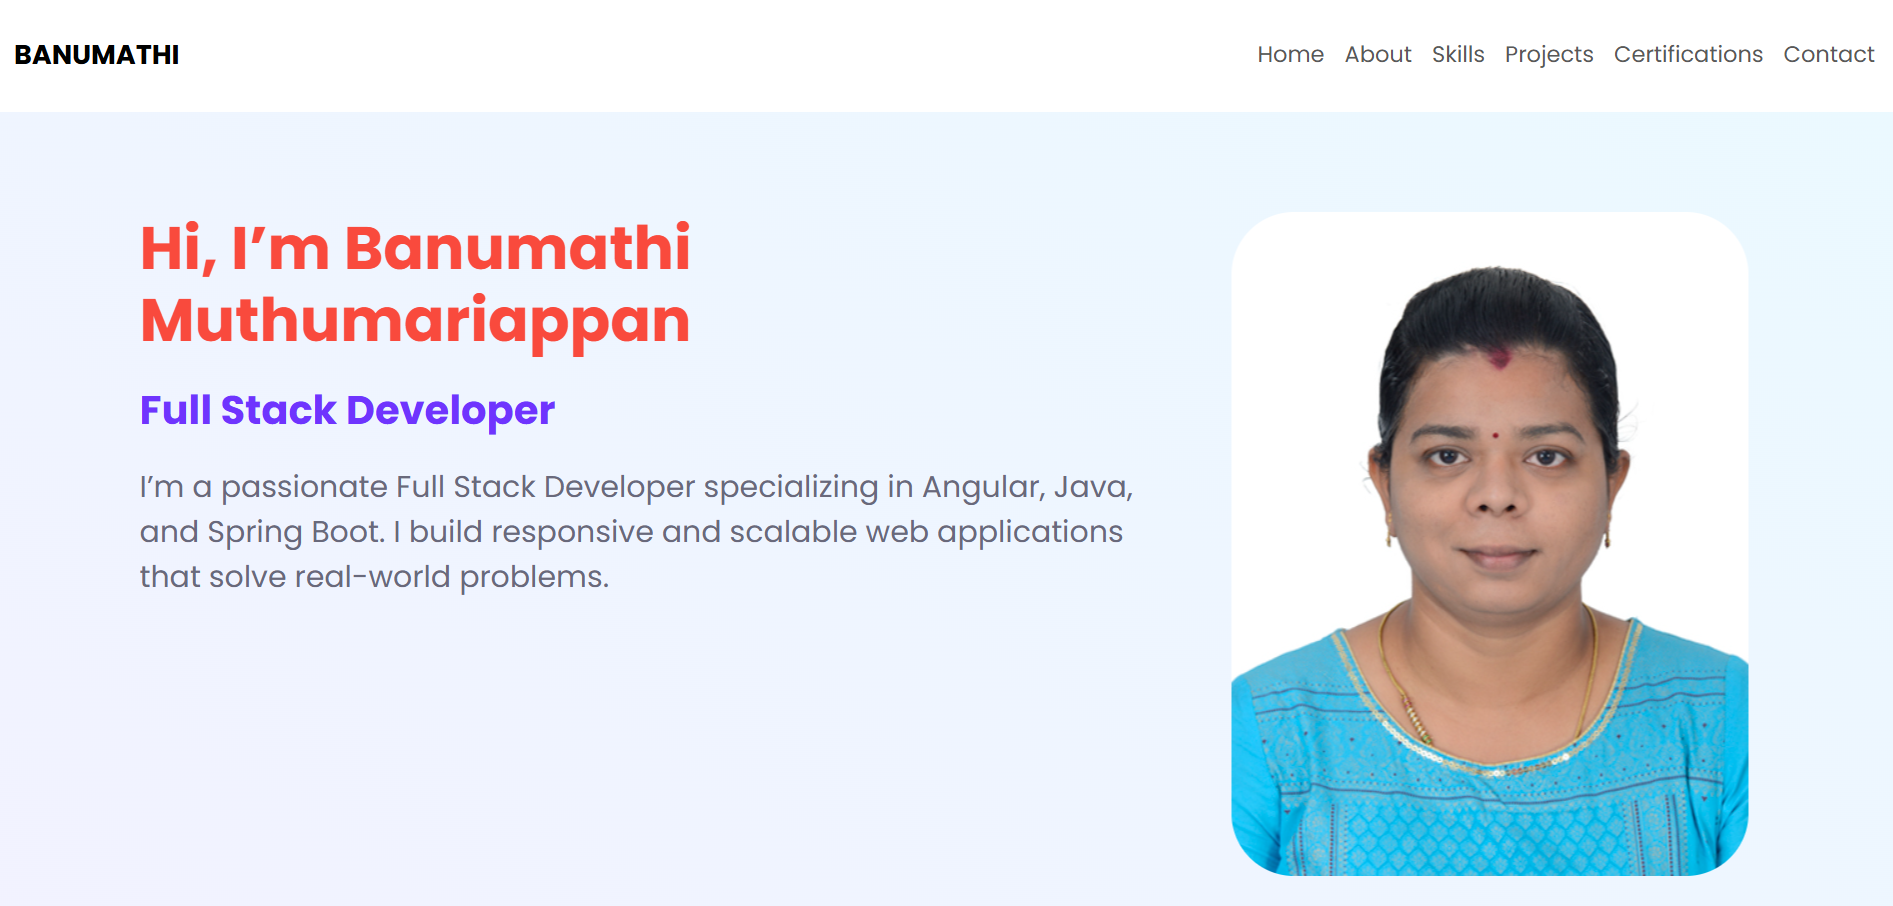 BANUMATHI
Home About Skills Projects Certifications Contact
Hi, I’m Banumathi
Muthumariappan
Full Stack Developer
I’m a passionate Full Stack Developer specializing in Angular, Java,
and Spring Boot. I build responsive and scalable web applications
that solve real-world problems.